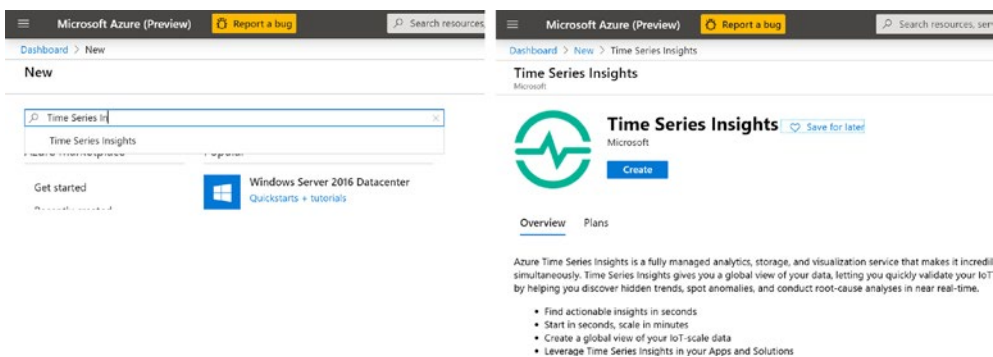 Microsoft Azure (Preview)
Report a bug
Search resources,
Dashboard > New
New
Time Series In
Time Series Insights
Popular
Get started
Windows Server 2016 Datacenter
Quickstarts + tutorials
Microsoft Azure (Preview)
Report a bug
Search resources, ser
Dashboard > New > Time Series Insights
Time Series Insights
Microsoft
Time Series Insights
Save for later
Microsoft
Create
Overview Plans
Azure Time Series Insights is a fully managed analytics, storage, and visualization service that makes it incredil
simultaneously. Time Series Insights gives you a global view of your data, letting you quickly validate your IoT
by helping you discover hidden trends, spot anomalies, and conduct root-cause analyses in near real-time.
• Find actionable insights in seconds
• Start in seconds, scale in minutes
• Create a global view of your IoT-scale data
• Leverage Time Series Insights in your Apps and Solutions